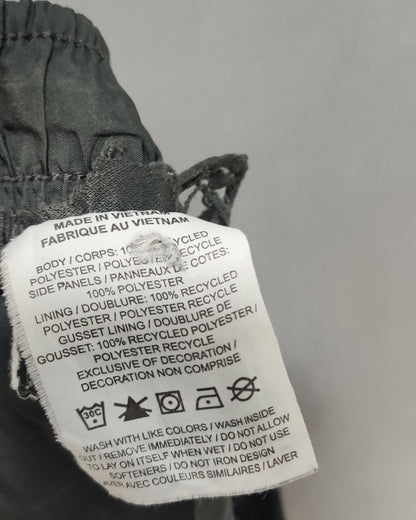 MADE IN VIETNAM
FABRIQUE AU VIETNAM
BODY / CORPS: RECYCLED
POLYESTER / POLYESTER RECYCLE
SIDE PANELS / PANNEAUX DE COTES:
100% POLYESTER
LINING / DOUBLURE: 100% RECYCLED
POLYESTER / POLYESTER RECYCLE
GUSSET LINING / DOUBLURE DE
GOUSSET: 100% RECYCLED POLYESTER /
POLYESTER RECYCLE
EXCLUSIVE OF DECORATION /
DECORATION NON COMPRISE
30C
WASH WITH LIKE COLORS / WASH INSIDE
OUT / REMOVE IMMEDIATELY / DO NOT ALLOW
TO LAY ON ITSELF WHEN WET / DO NOT USE
SOFTENERS / DO NOT IRON DESIGN
LAVER AVEC COULEURS SIMILAIRES / LAVER